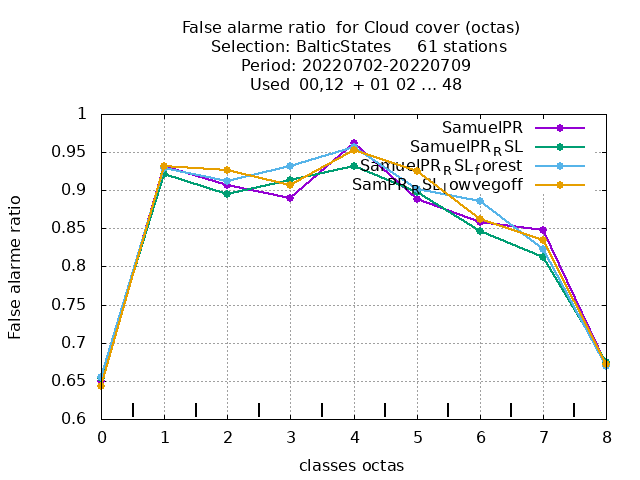 False alarme ratio  for Cloud cover (octas)
Selection: BalticStates     61 stations
Period: 20220702-20220709
Used  00,12  + 01 02 ... 48
SamuelPR
SamuelPR_RSL
SamuelPR_RSL_forest
SamPR_RSL_lowvegoff
False alarme ratio
1
0.95
0.9
0.85
0.8
0.75
0.7
0.65
0.6
0 1 2 3 4 5 6 7 8
classes octas